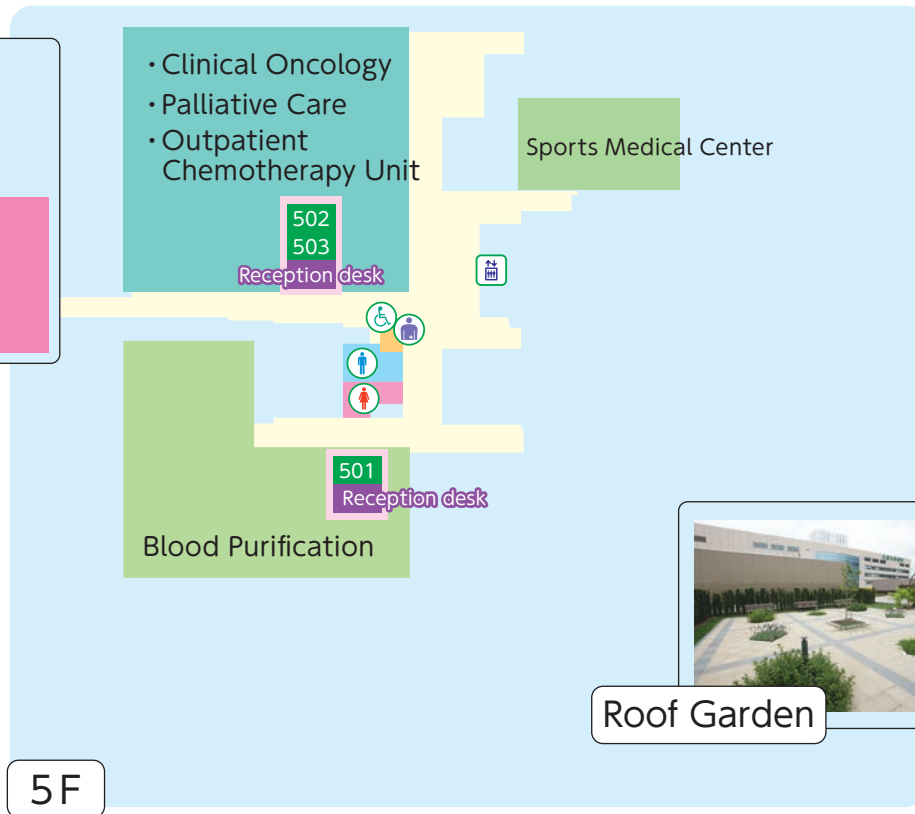 ・Clinical Oncology
・Palliative Care
・Outpatient
Chemotherapy Unit
Sports Medical Center
502
503
Reception desk
501
Reception desk
Blood Purification
Roof Garden
5F